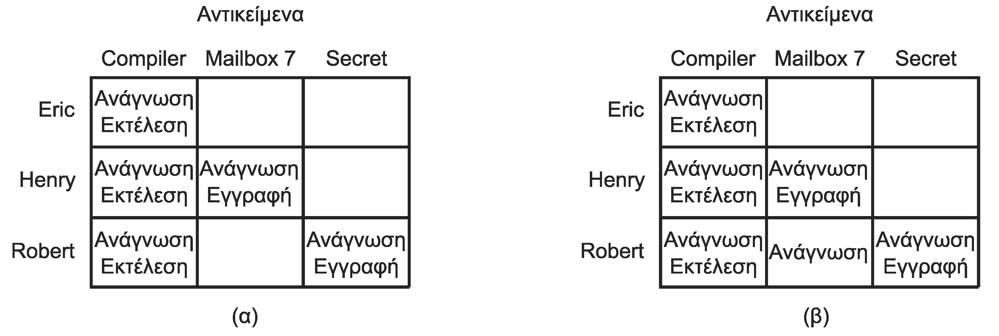 Αντικείμενα
Compiler Mailbox 7 Secret
Eric
Ανάγνωση
Εκτέλεση
Henry
Ανάγνωση
Εκτέλεση
Ανάγνωση
Εγγραφή
Robert
Ανάγνωση
Εκτέλεση
Ανάγνωση
Εγγραφή
(α)
Αντικείμενα
Compiler Mailbox 7 Secret
Eric
Ανάγνωση
Εκτέλεση
Henry
Ανάγνωση
Εκτέλεση
Ανάγνωση
Εγγραφή
Robert
Ανάγνωση
Εκτέλεση
Ανάγνωση
Ανάγνωση
Εγγραφή
(β)